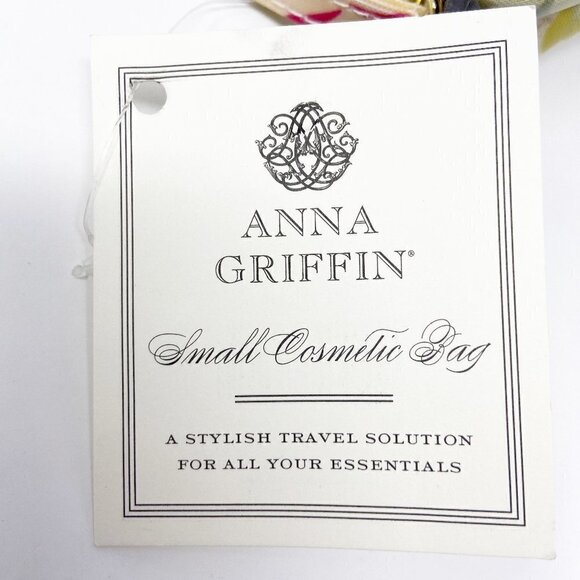 ANNA
GRIFFIN®
Small Cosmetic Bag
A STYLISH TRAVEL SOLUTION
FOR ALL YOUR ESSENTIALS